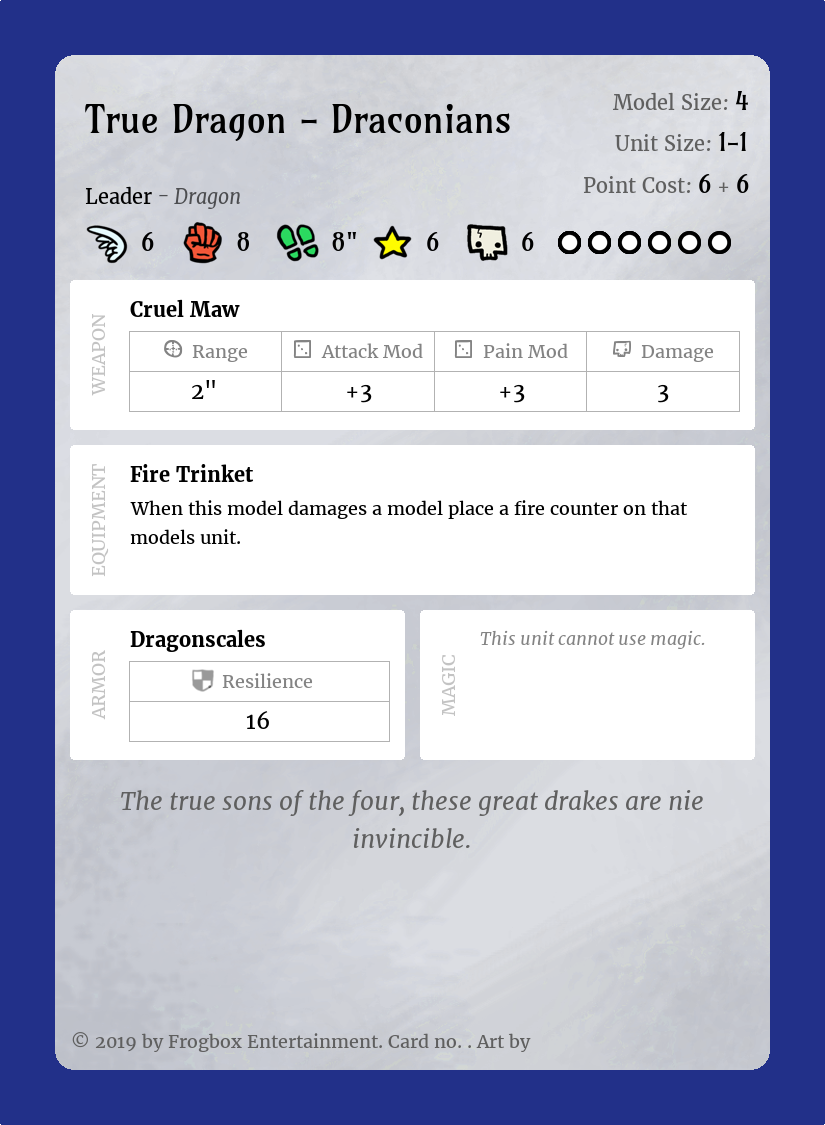 True Dragon – Draconians
Model Size: 4
Unit Size: 1–1
Point Cost: 6 + 6
Leader – Dragon
6 8 8" 6 6
WEAPON
Cruel Maw
Range Attack Mod Pain Mod Damage
2" +3 +3 3
EQUIPMENT
Fire Trinket
When this model damages a model place a fire counter on that
models unit.
ARMOR
Dragonscales
Resilience
16
MAGIC
This unit cannot use magic.
The true sons of the four, these great drakes are nie
invincible.
© 2019 by Frogbox Entertainment. Card no. . Art by